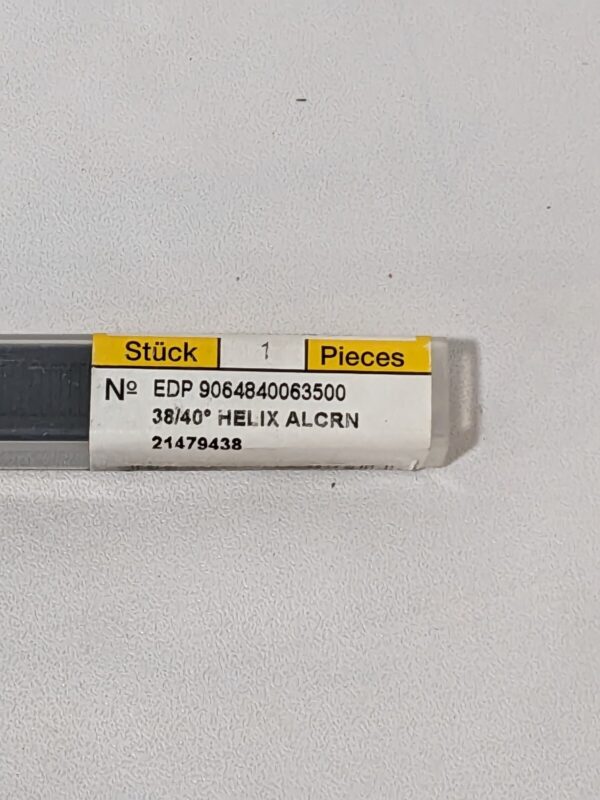 Stück 1 Pieces
Nº EDP 9064840063500
38/40° HELIX ALCRN
21479438